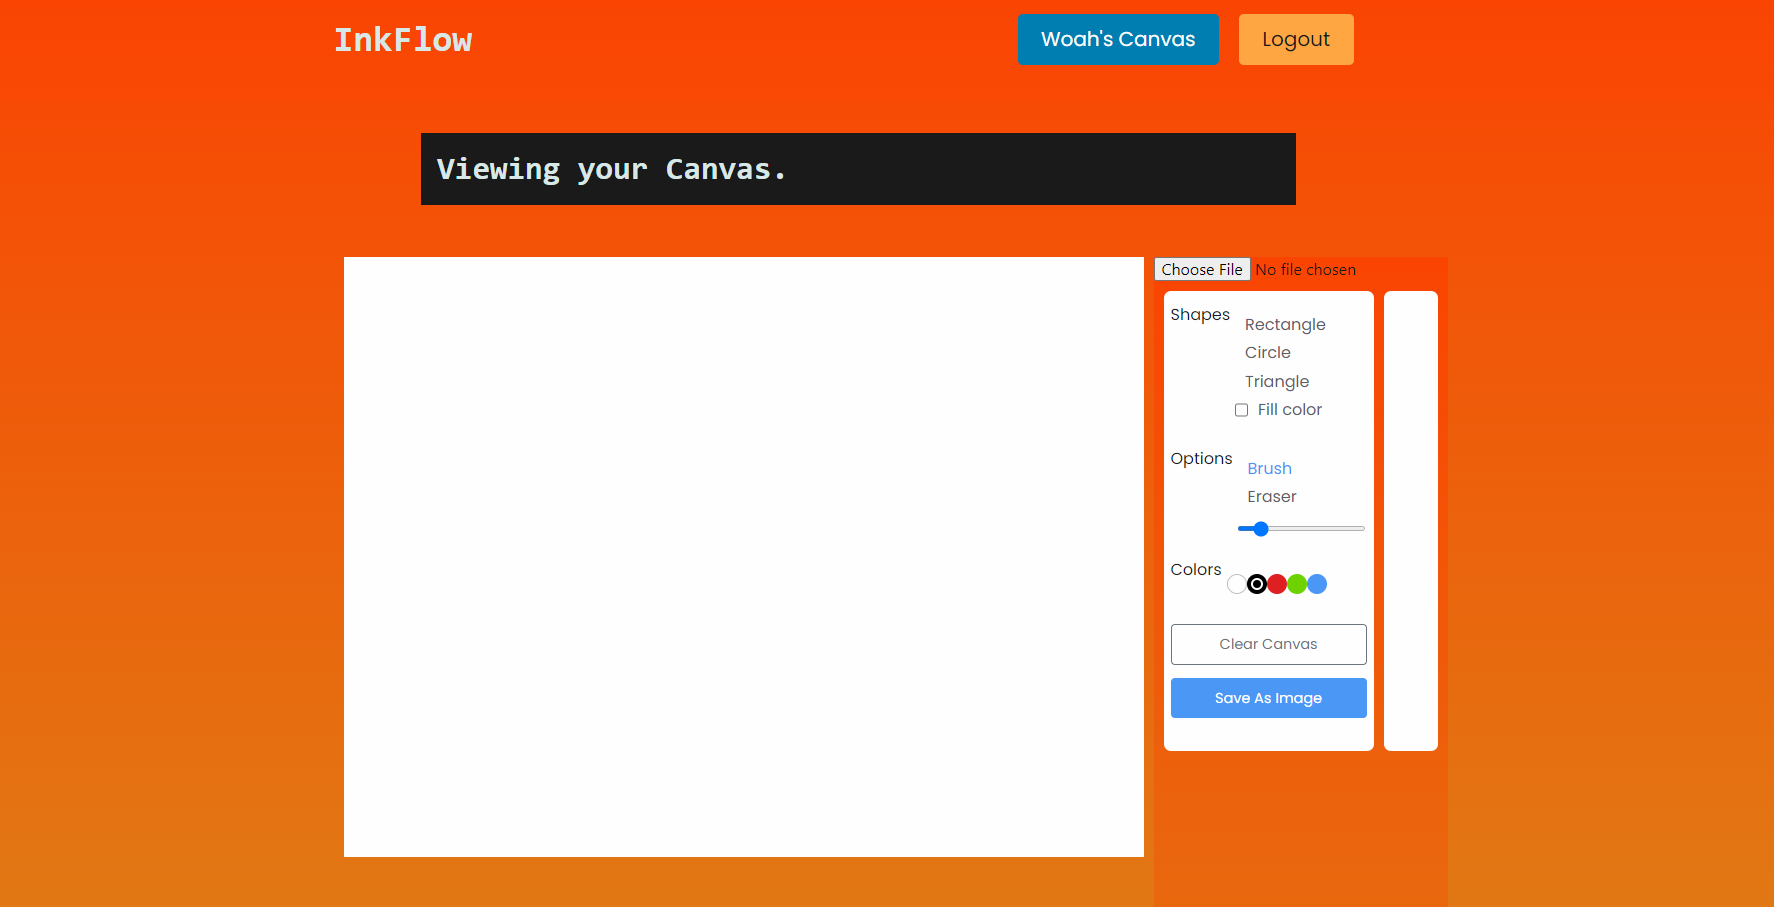 InkFlow
Woah's Canvas
Logout
Viewing your Canvas.
Choose File No file chosen
Shapes
Rectangle
Circle
Triangle
Fill color
Options
Brush
Eraser
Colors
Clear Canvas
Save As Image